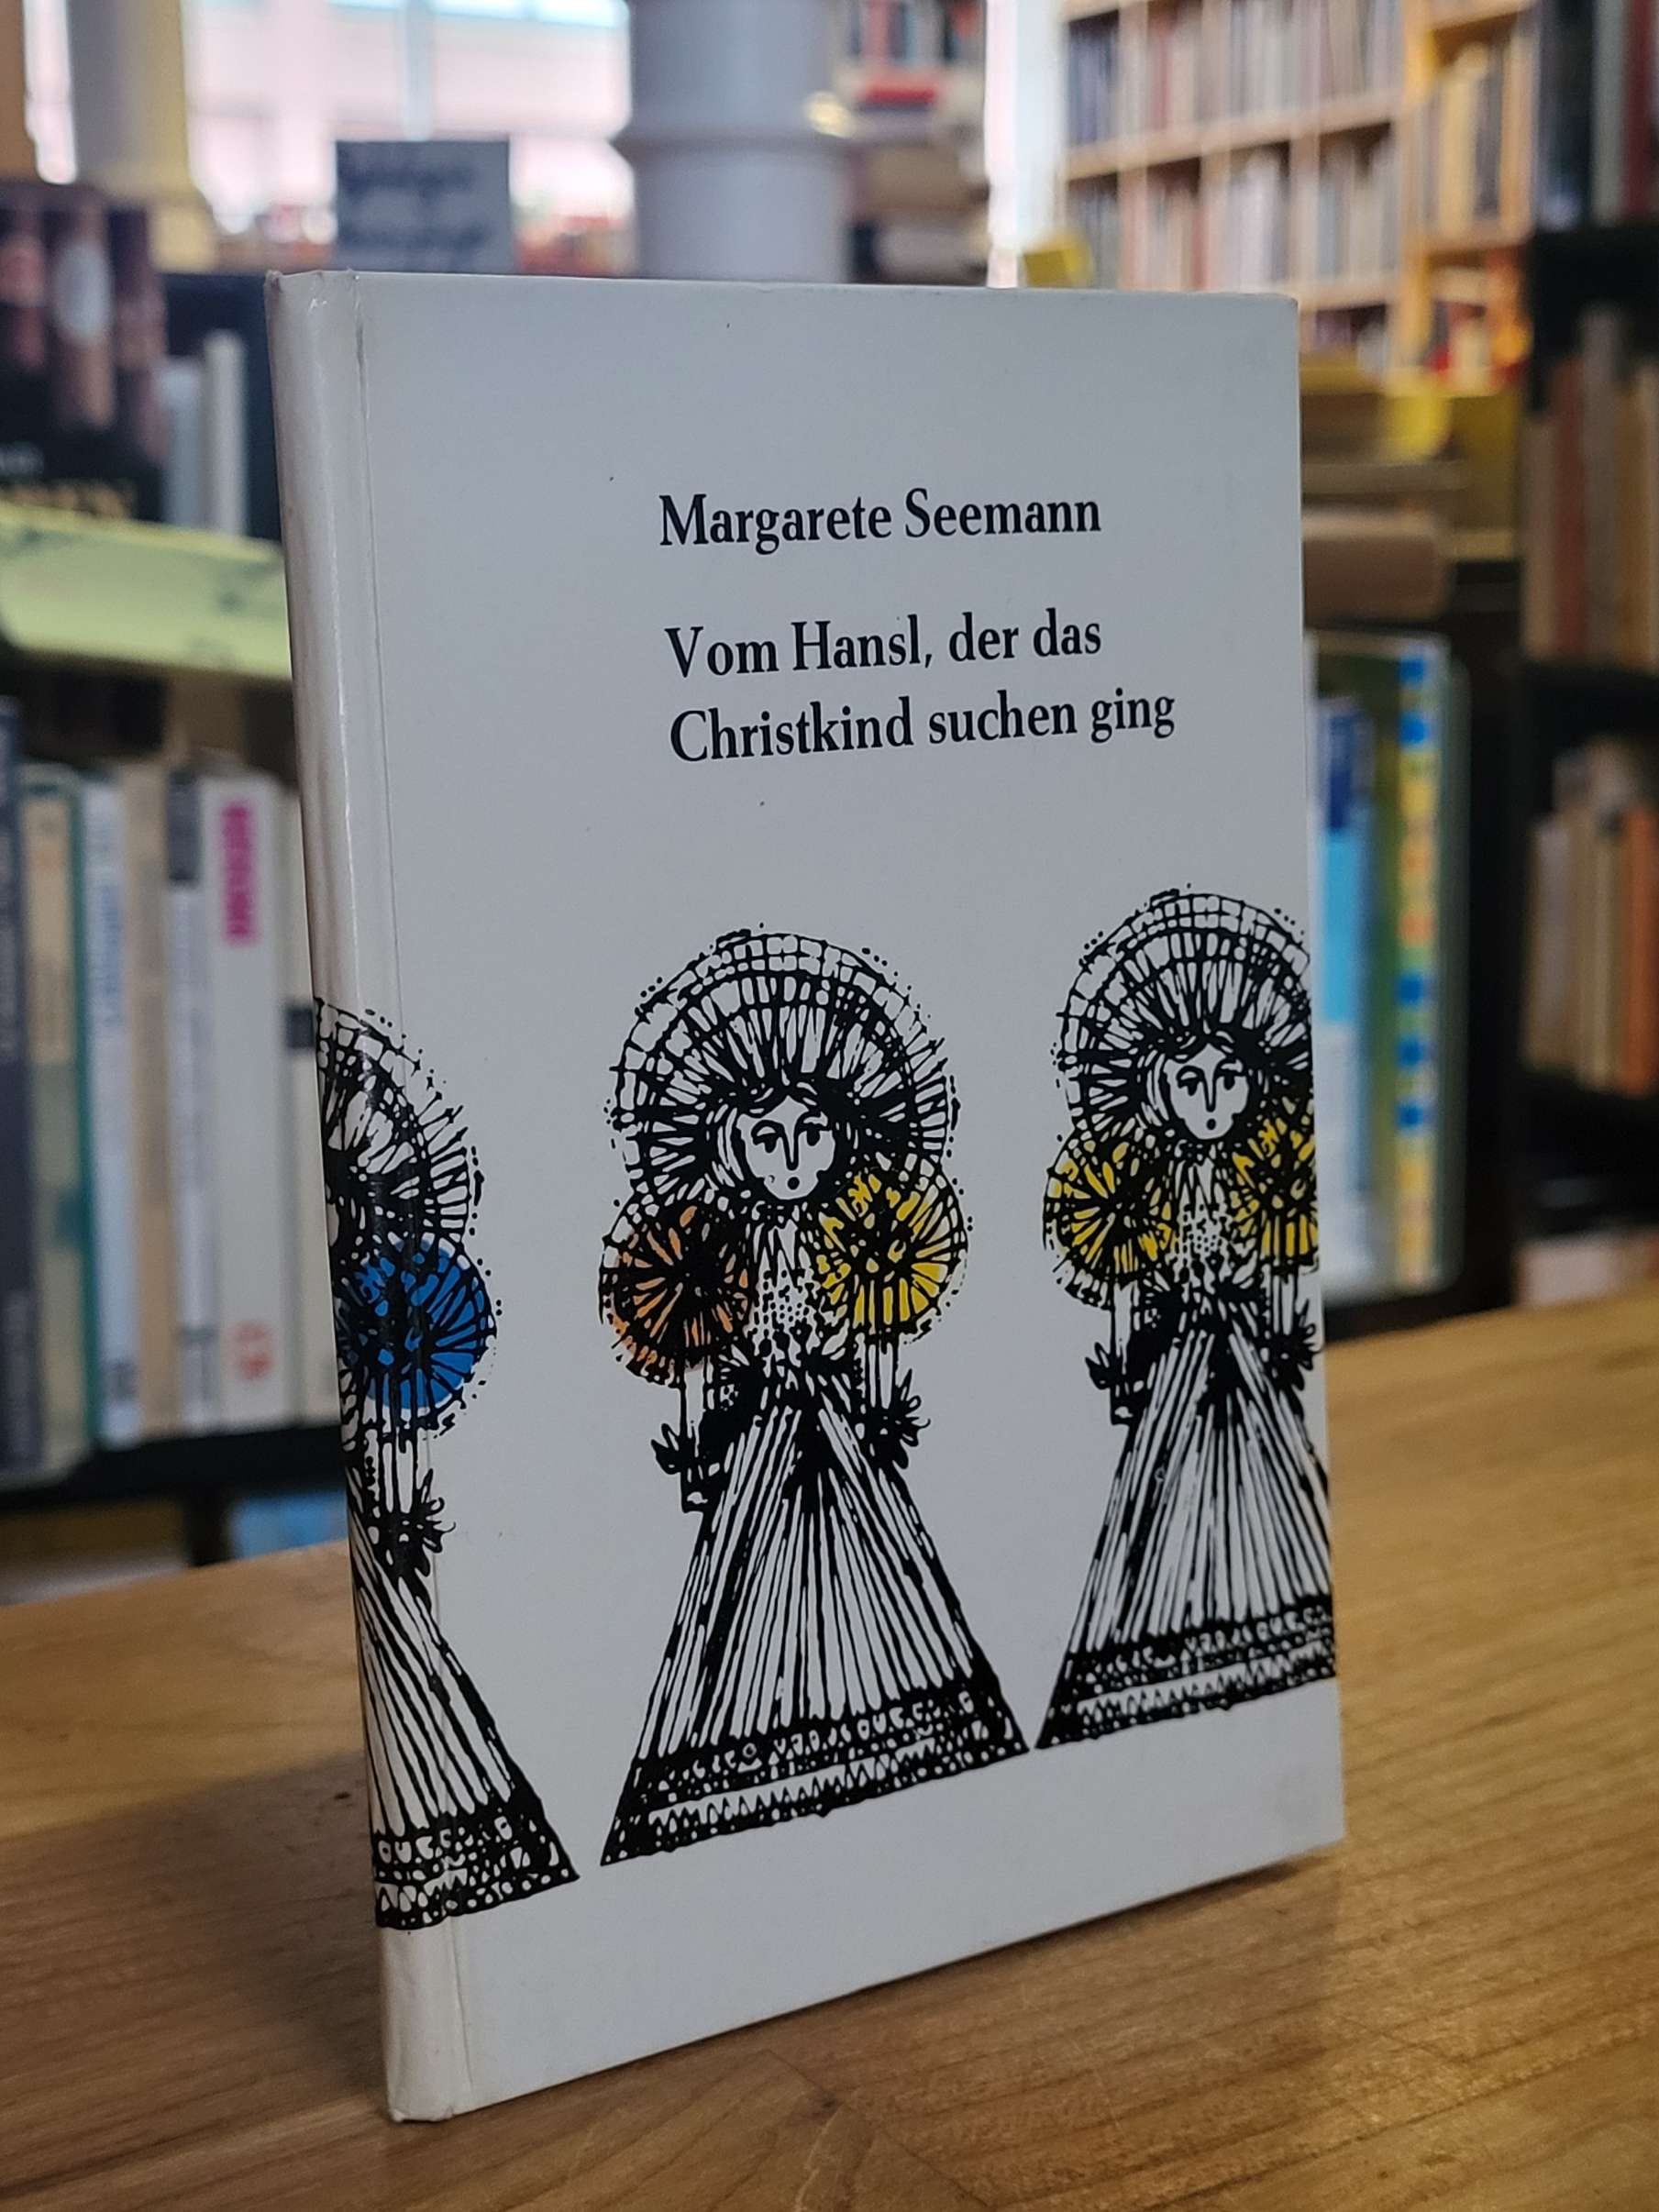 Margarete Seemann
Vom Hansl, der das
Christkind suchen ging